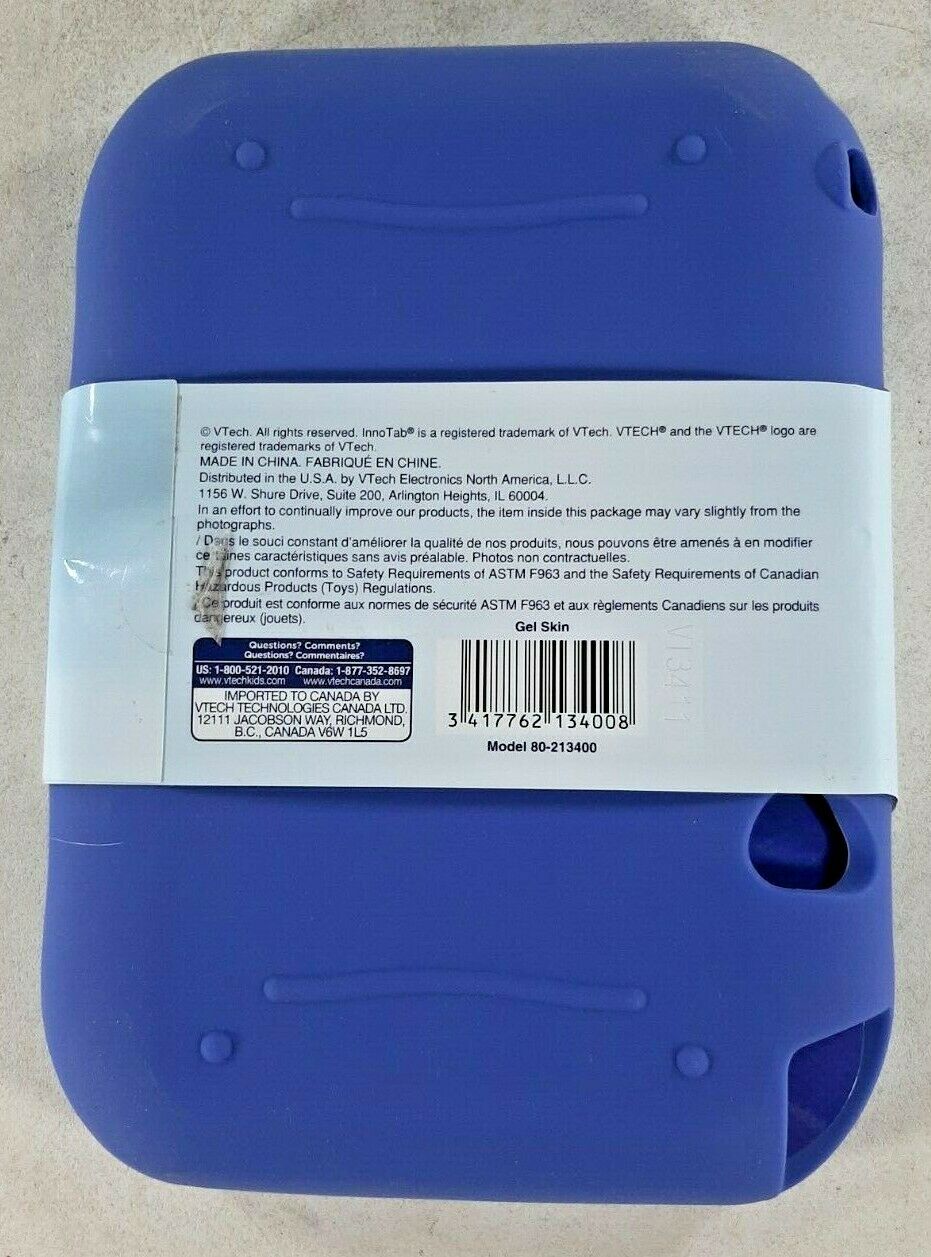 © VTech. All rights reserved. InnoTab® is a registered trademark of VTech. VTECH® and the VTECH® logo are
registered trademarks of VTech.
MADE IN CHINA. FABRIQUÉ EN CHINE.
Distributed in the U.S.A. by VTech Electronics North America, L.L.C.
1156 W. Shure Drive, Suite 200, Arlington Heights, IL 60004.
In an effort to continually improve our products, the item inside this package may vary slightly from the
photographs.
/ Dans le souci constant d'améliorer la qualité de nos produits, nous pouvons être amenés à en modifier
certaines caractéristiques sans avis préalable. Photos non contractuelles.
This product conforms to Safety Requirements of ASTM F963 and the Safety Requirements of Canadian
Hazardous Products (Toys) Regulations.
/ Ce produit est conforme aux normes de sécurité ASTM F963 et aux règlements Canadiens sur les produits
dangereux (jouets).
Questions? Comments?
Questions? Commentaires?
US: 1-800-521-2010 Canada: 1-877-352-8697
www.vtechkids.com www.vtechcanada.com
IMPORTED TO CANADA BY
VTECH TECHNOLOGIES CANADA LTD.
12111 JACOBSON WAY, RICHMOND,
B.C., CANADA V6W 1L5
Gel Skin
3 417762 134008
Model 80-213400